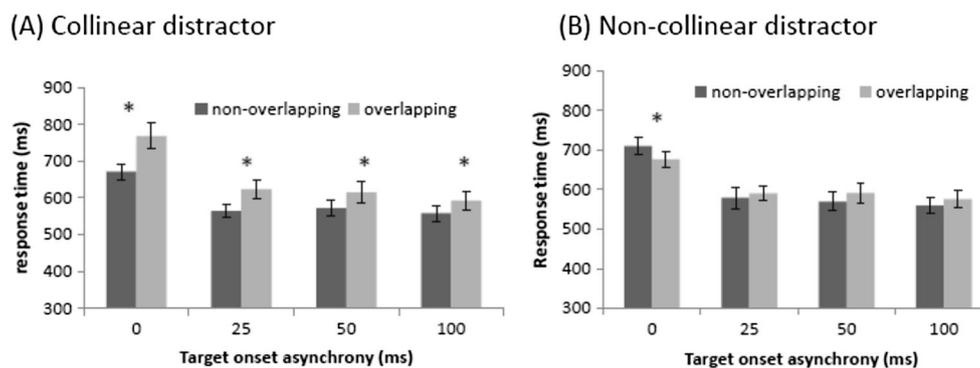 (A) Collinear distractor
900
800
700
600
500
400
300
response time (ms)
*
*
*
*
non-overlapping
overlapping
0
25
50
100
Target onset asynchrony (ms)
(B) Non-collinear distractor
900
800
700
600
500
400
300
Response time (ms)
non-overlapping
overlapping
*
0
25
50
100
Target onset asynchrony (ms)